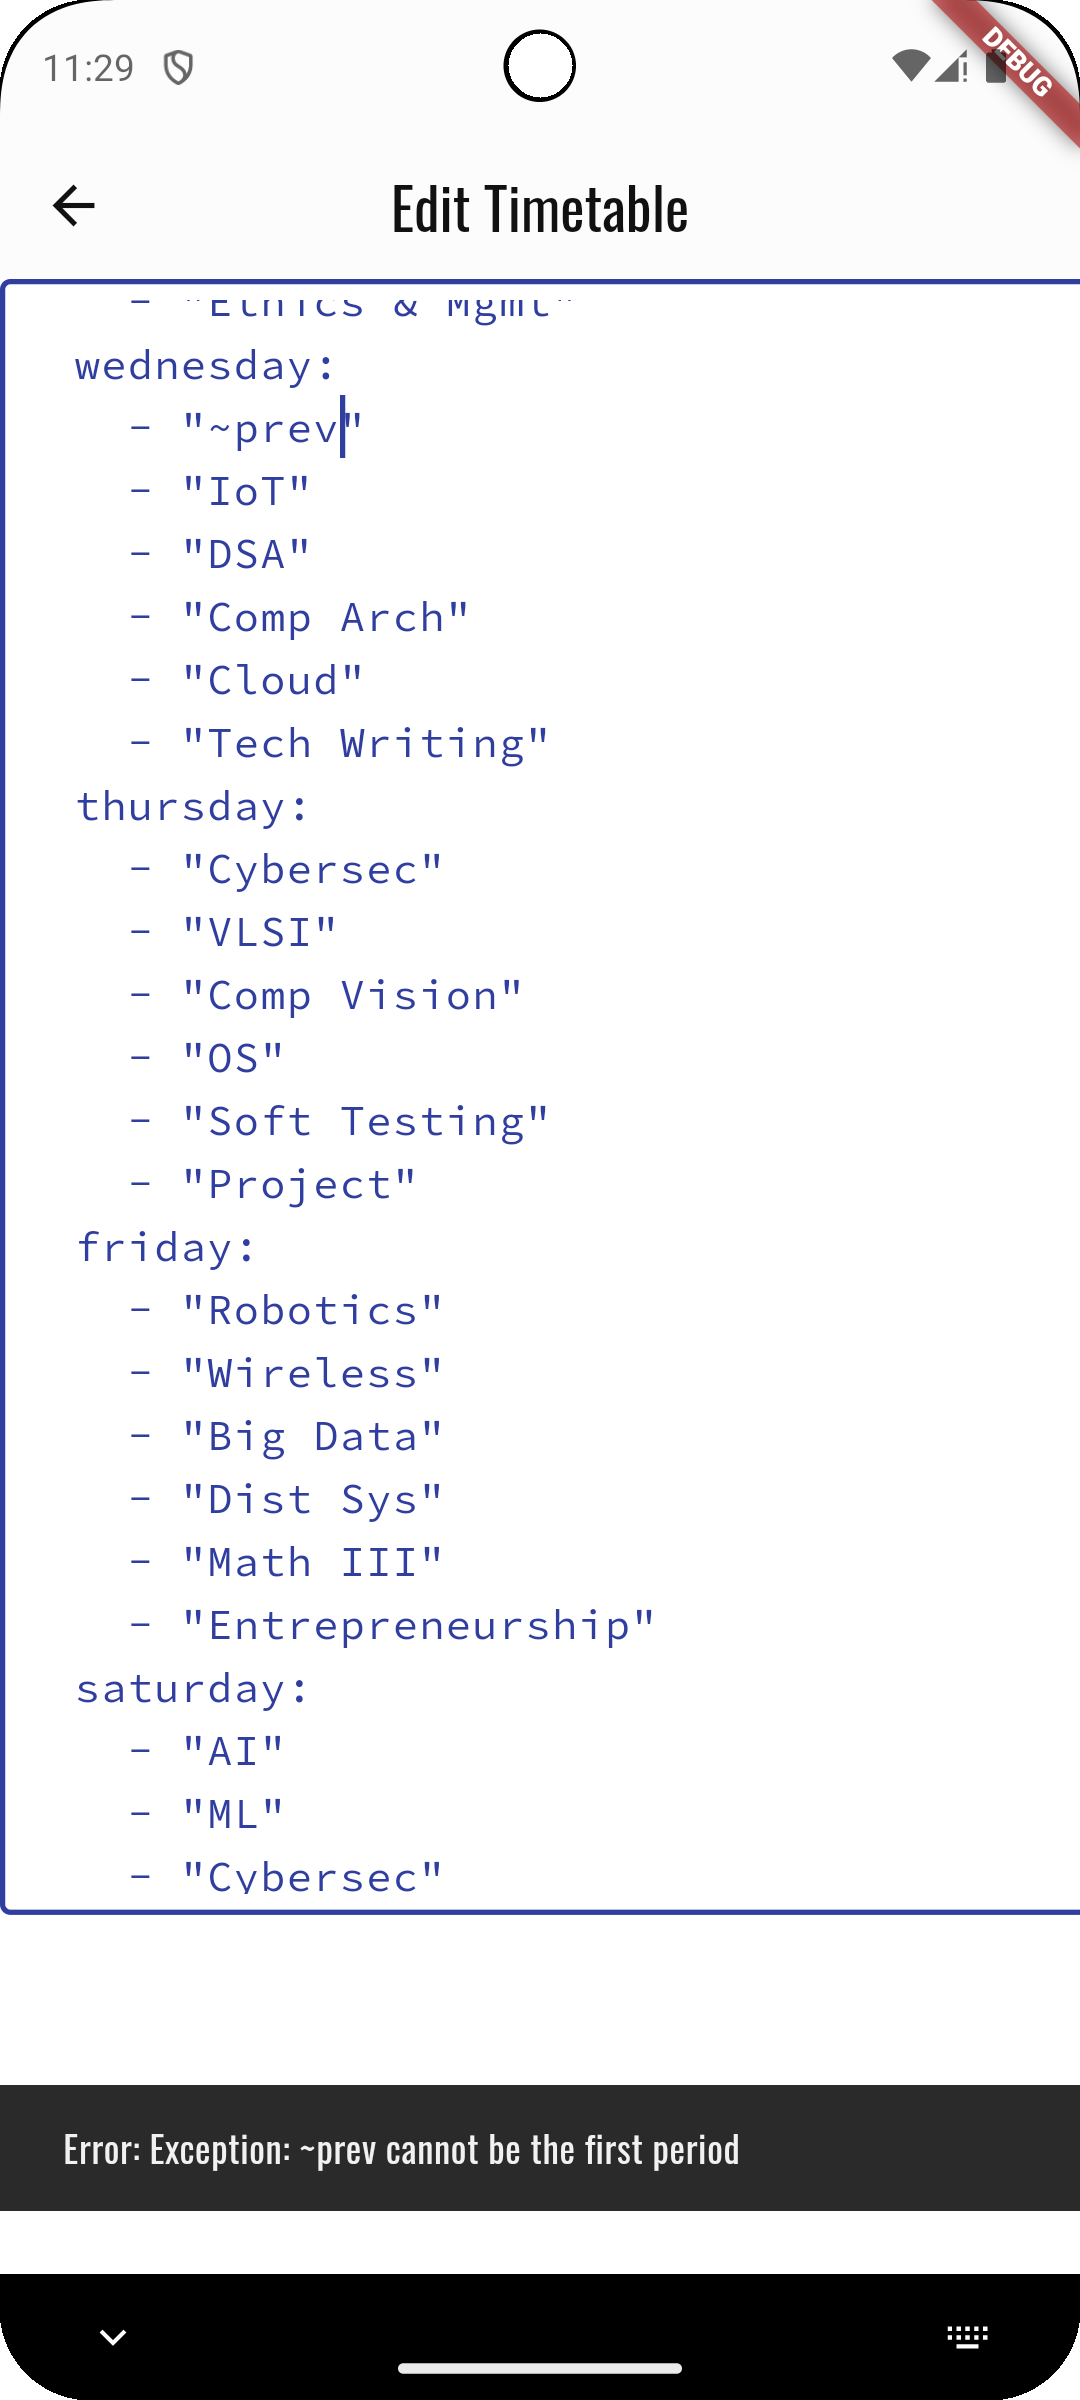 11:29
DEBUG
Edit Timetable
- "Ethics & Mgmt"
wednesday:
- "~prev"
- "IoT"
- "DSA"
- "Comp Arch"
- "Cloud"
- "Tech Writing"
thursday:
- "Cybersec"
- "VLSI"
- "Comp Vision"
- "OS"
- "Soft Testing"
- "Project"
friday:
- "Robotics"
- "Wireless"
- "Big Data"
- "Dist Sys"
- "Math III"
- "Entrepreneurship"
saturday:
- "AI"
- "ML"
- "Cybersec"
Error: Exception: ~prev cannot be the first period